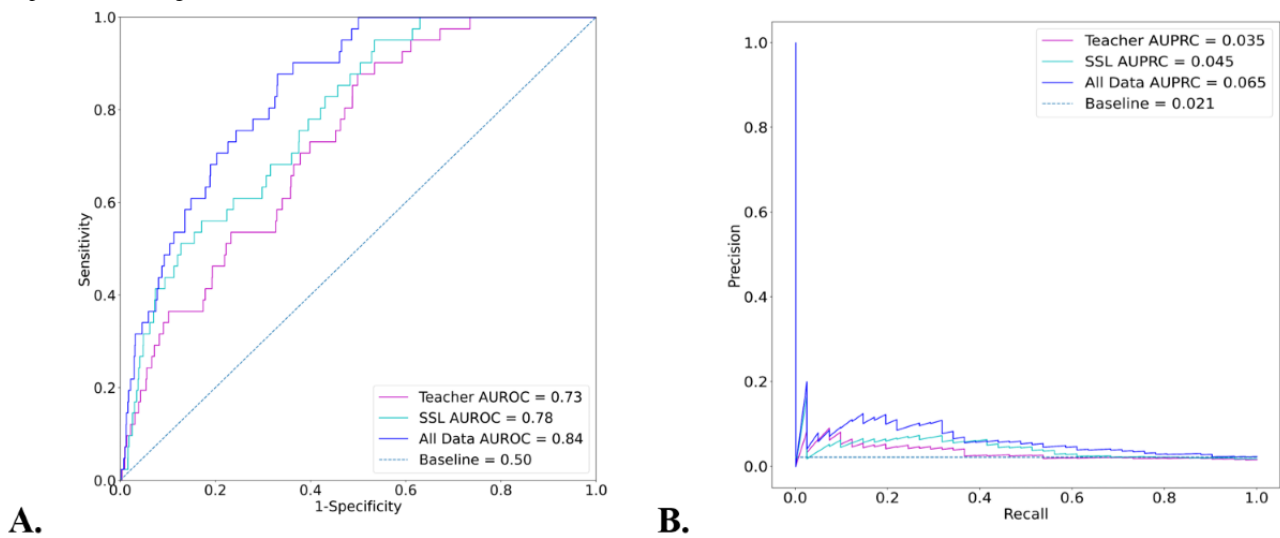 1.0
0.8
0.6
0.4
0.2
0.0
Sensitivity
0.0 0.2 0.4 0.6 0.8 1.0
1-Specificity
Teacher AUROC = 0.73
SSL AUROC = 0.78
All Data AUROC = 0.84
Baseline = 0.50
A.
1.0
0.8
0.6
0.4
0.2
0.0
Precision
Teacher AUPRC = 0.035
SSL AUPRC = 0.045
All Data AUPRC = 0.065
Baseline = 0.021
0.0 0.2 0.4 0.6 0.8 1.0
Recall
B.